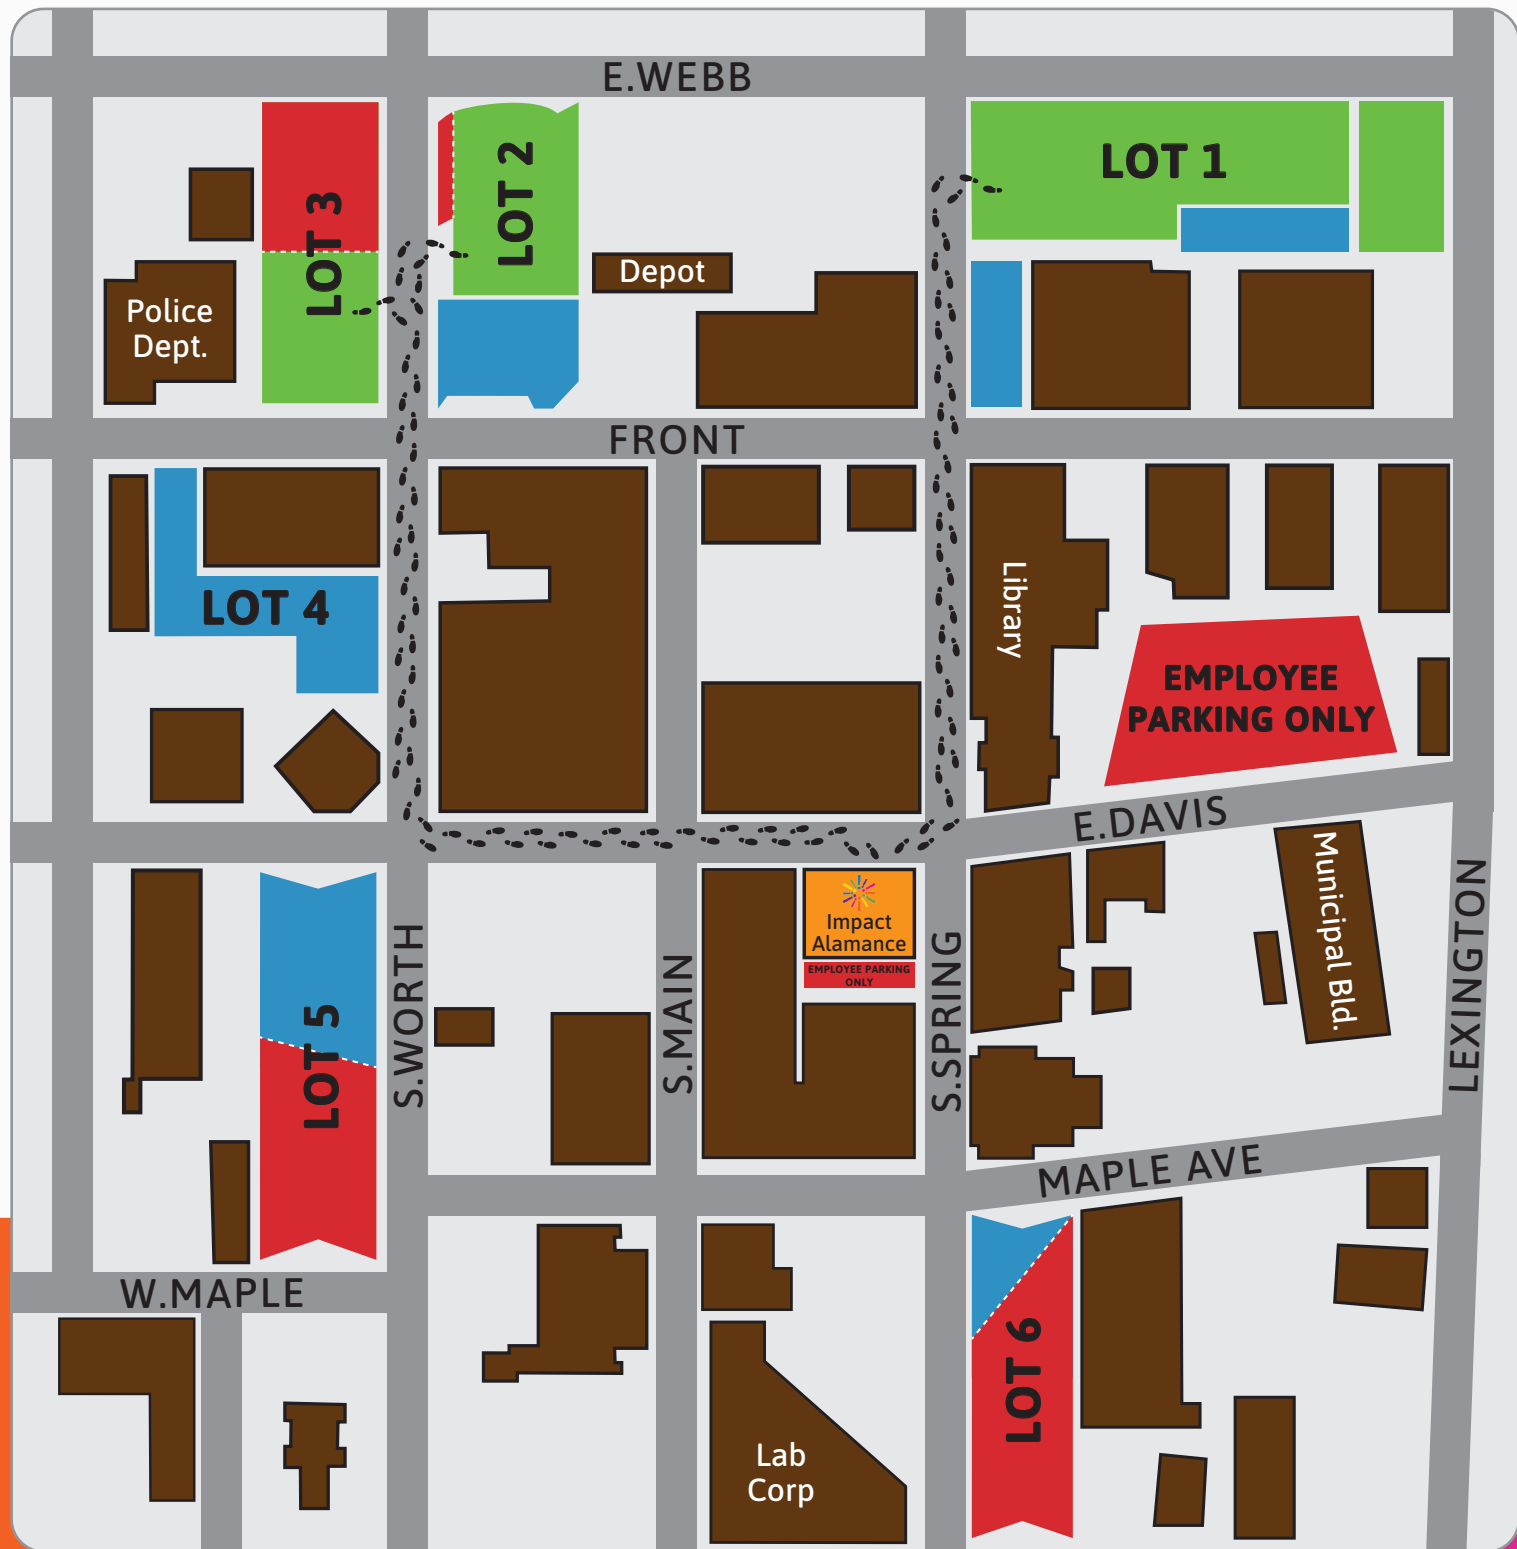 E.WEBB
LOT 3
LOT 2
LOT 1
Depot
Police
Dept.
FRONT
LOT 4
Library
EMPLOYEE
PARKING ONLY
E.DAVIS
Municipal Bld.
LEXINGTON
Impact
Alamance
EMPLOYEE PARKING
ONLY
LOT 5
S.WORTH
S.MAIN
S.SPRING
MAPLE AVE
W.MAPLE
LOT 6
Lab
Corp